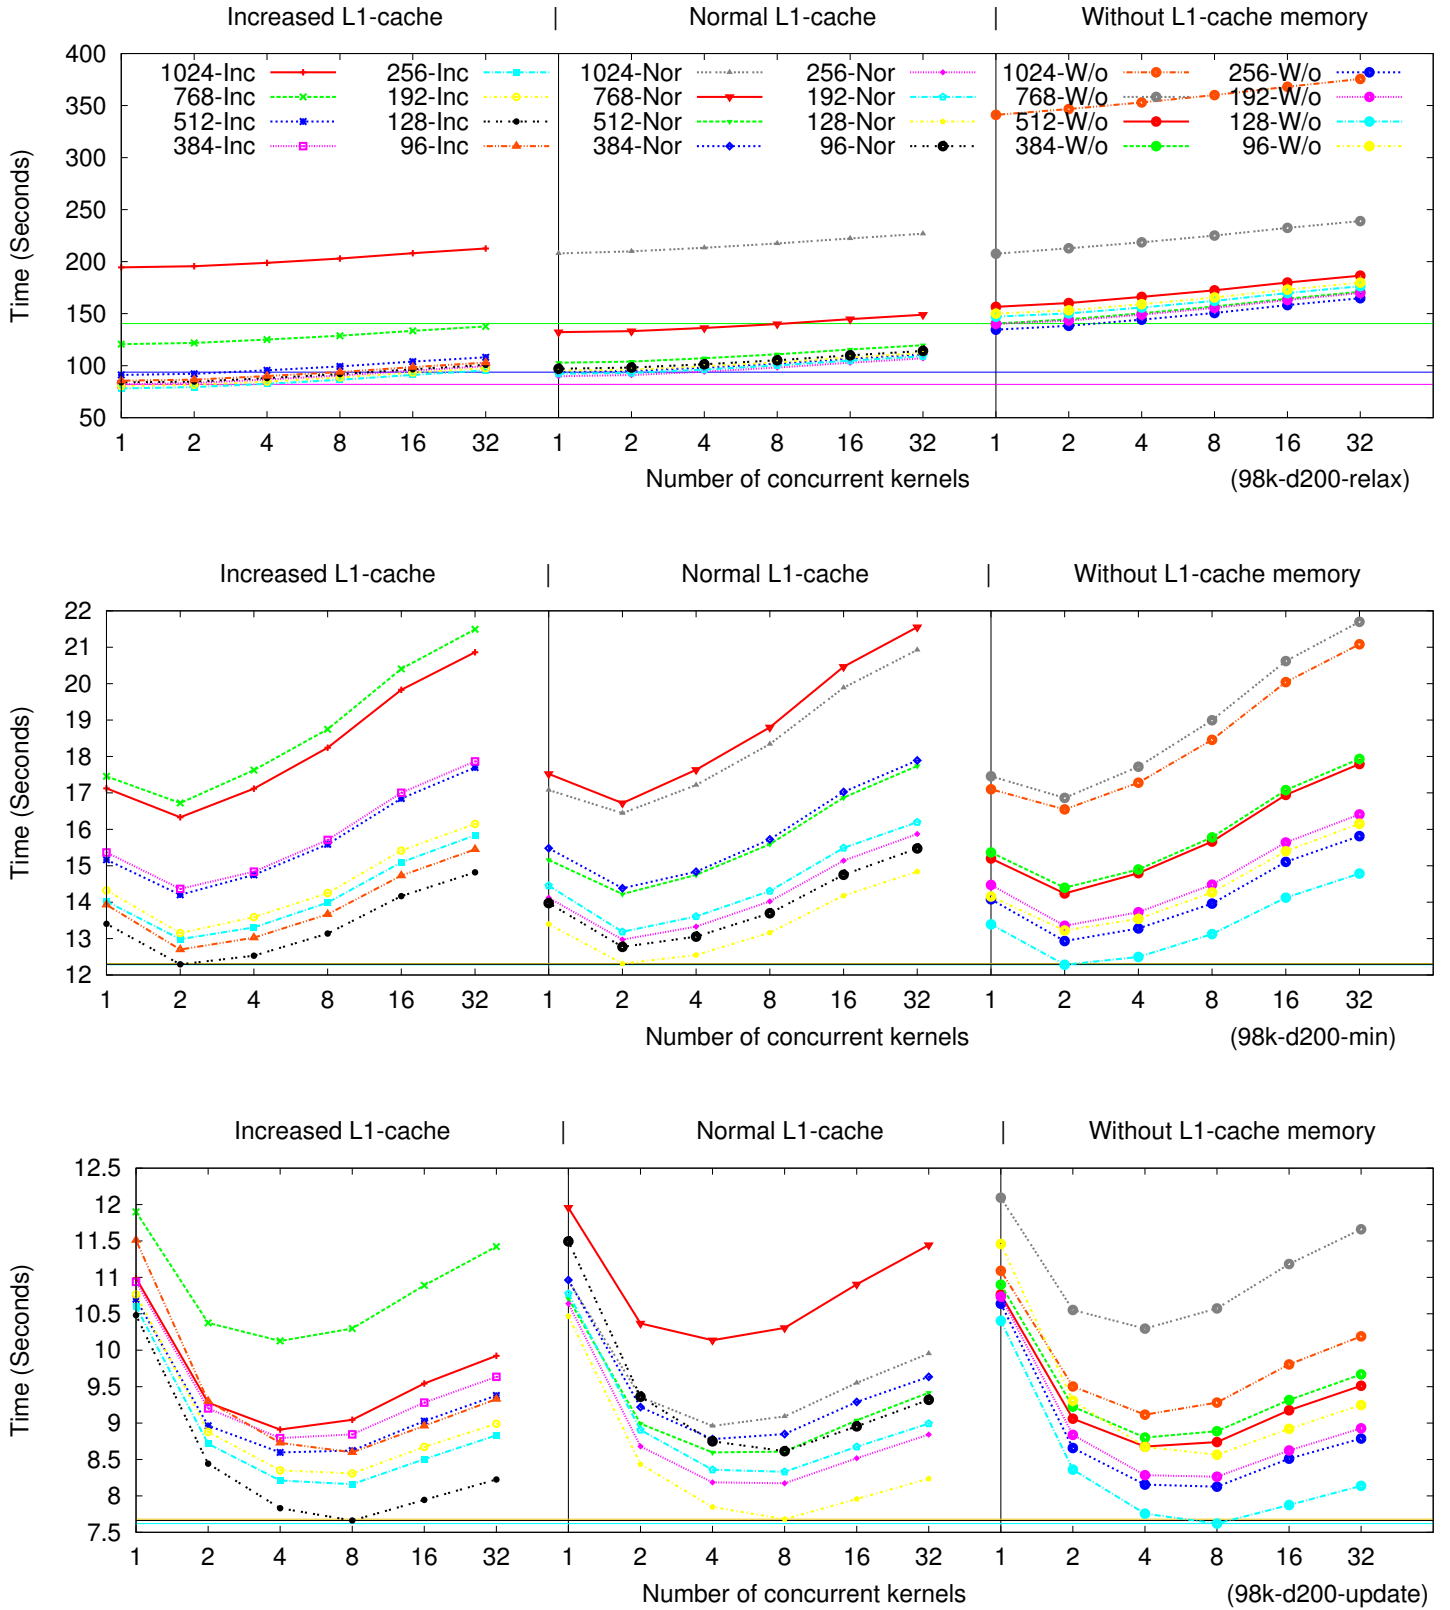 Increased L1-cache | Normal L1-cache | Without L1-cache memory
400
350
300
250
200
150
100
50
Time (Seconds)
1024-Inc 256-Inc 1024-Nor 256-Nor 1024-W/o 256-W/o
768-Inc 192-Inc 768-Nor 192-Nor 768-W/o 192-W/o
512-Inc 128-Inc 512-Nor 128-Nor 512-W/o 128-W/o
384-Inc 96-Inc 384-Nor 96-Nor 384-W/o 96-W/o
1 2 4 8 16 32 1 2 4 8 16 32 1 2 4 8 16 32
Number of concurrent kernels (98k-d200-relax)
Increased L1-cache | Normal L1-cache | Without L1-cache memory
22
21
20
19
18
17
16
15
14
13
12
Time (Seconds)
1 2 4 8 16 32 1 2 4 8 16 32 1 2 4 8 16 32
Number of concurrent kernels (98k-d200-min)
Increased L1-cache | Normal L1-cache | Without L1-cache memory
12.5
12
11.5
11
10.5
10
9.5
9
8.5
8
7.5
Time (Seconds)
1 2 4 8 16 32 1 2 4 8 16 32 1 2 4 8 16 32
Number of concurrent kernels (98k-d200-update)